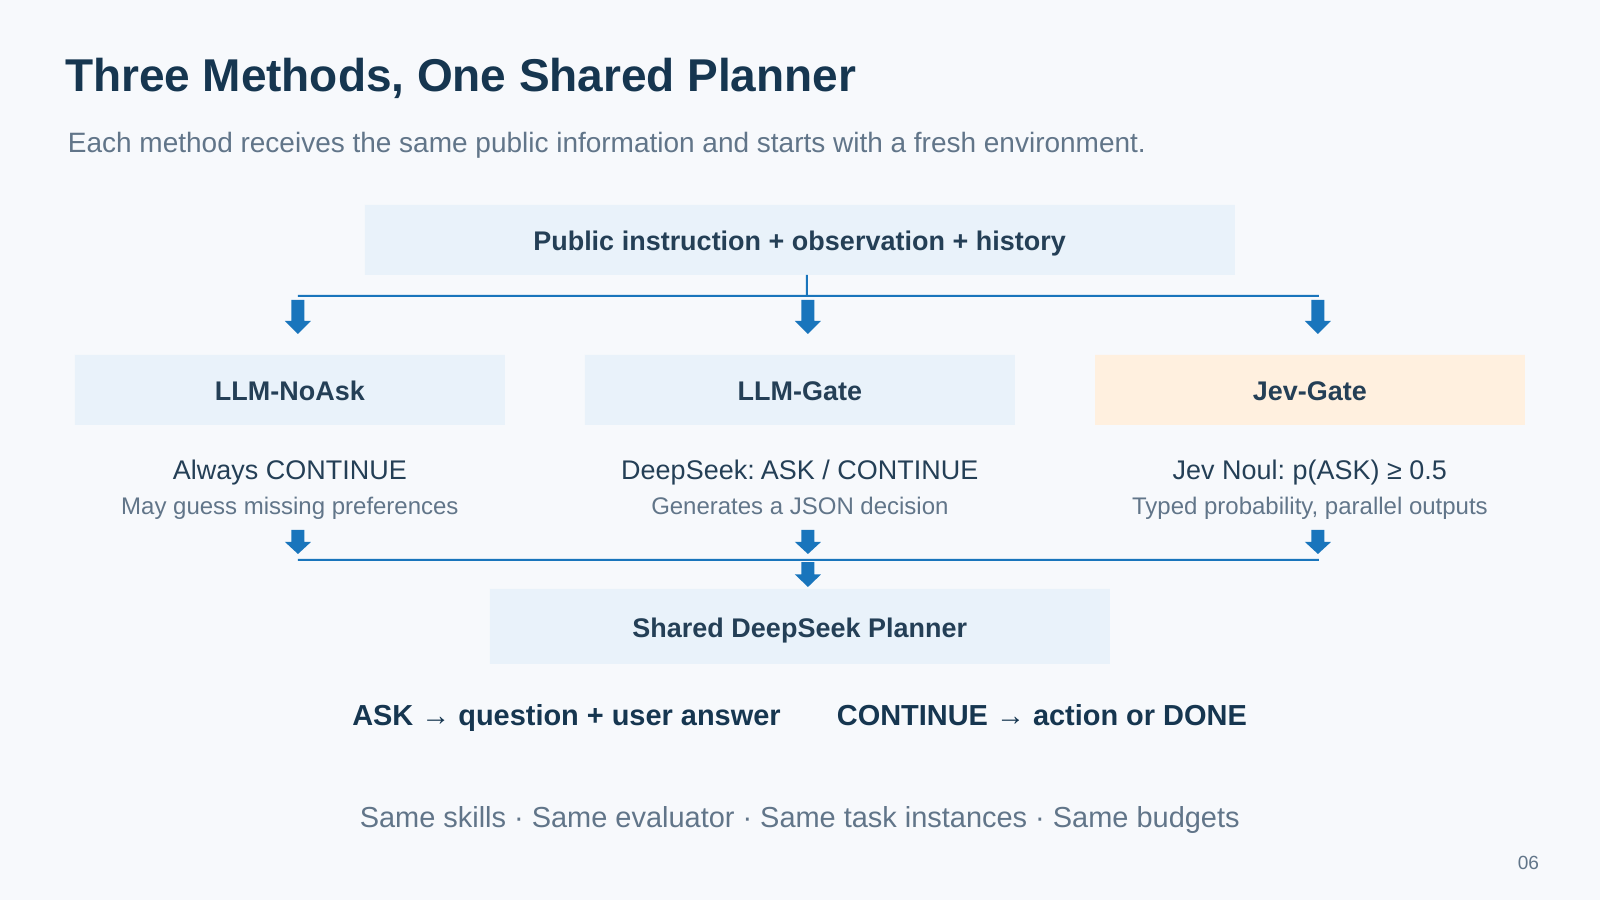 Three Methods, One Shared Planner
Each method receives the same public information and starts with a fresh environment.
Public instruction + observation + history
LLM-NoAsk
LLM-Gate
Jev-Gate
Always CONTINUE
May guess missing preferences
DeepSeek: ASK / CONTINUE
Generates a JSON decision
Jev Noul: p(ASK) ≥ 0.5
Typed probability, parallel outputs
Shared DeepSeek Planner
ASK → question + user answer
CONTINUE → action or DONE
Same skills · Same evaluator · Same task instances · Same budgets
06